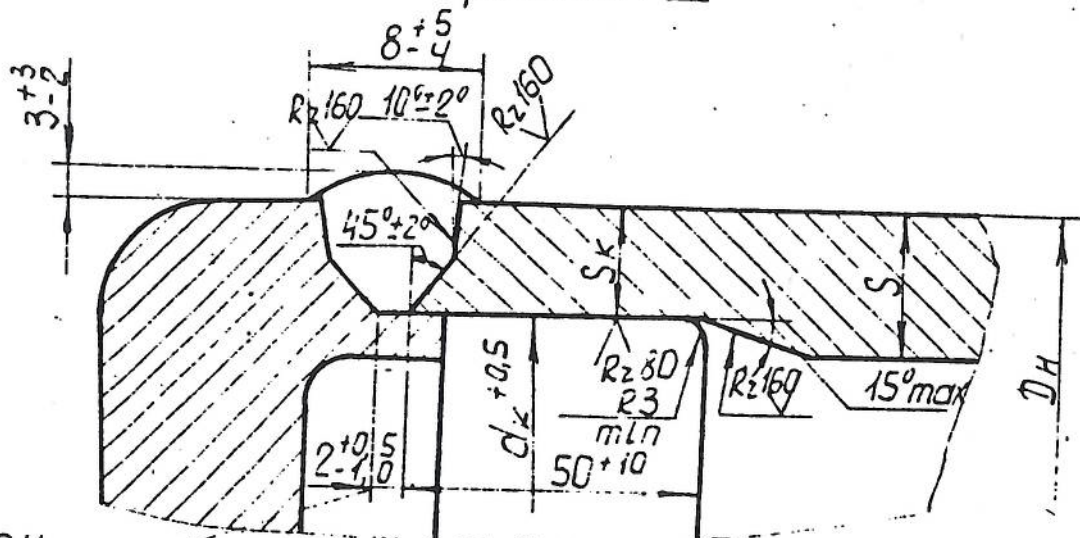 8 +5 -4
3 +3 -2
Rz160
10°±2°
Rz160
45°±2°
Sк
S
Dн
dк +0,5
Rz80
R3
min
Rz160
15°max
2 +0,5 -1,0
50 +10